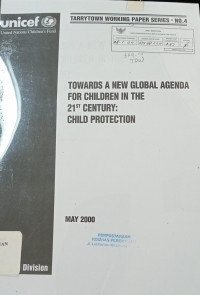 TARRYTOWN WORKING PAPER SERIES - NO.4
unicef
United Nations Children's Fund
TOWARDS A NEW GLOBAL AGENDA
FOR CHILDREN IN THE
21ST CENTURY:
CHILD PROTECTION
MAY 2000
PERPUSTAKAAN
Division